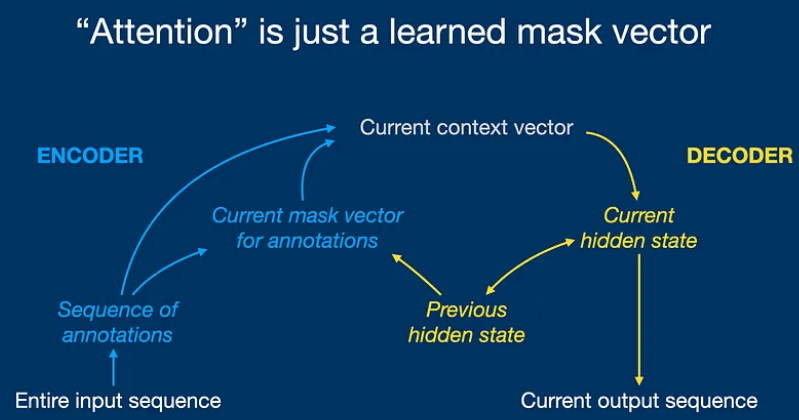 “Attention” is just a learned mask vector
Current context vector
ENCODER
DECODER
Current mask vector
for annotations
Current
hidden state
Sequence of
annotations
Previous
hidden state
Entire input sequence
Current output sequence